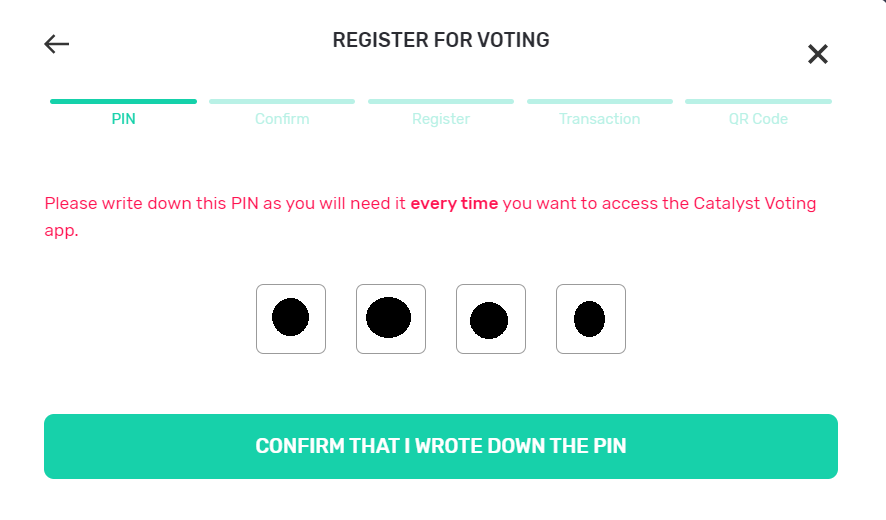 REGISTER FOR VOTING
PIN
Confirm
Register
Transaction
QR Code
Please write down this PIN as you will need it every time you want to access the Catalyst Voting
app.
CONFIRM THAT I WROTE DOWN THE PIN